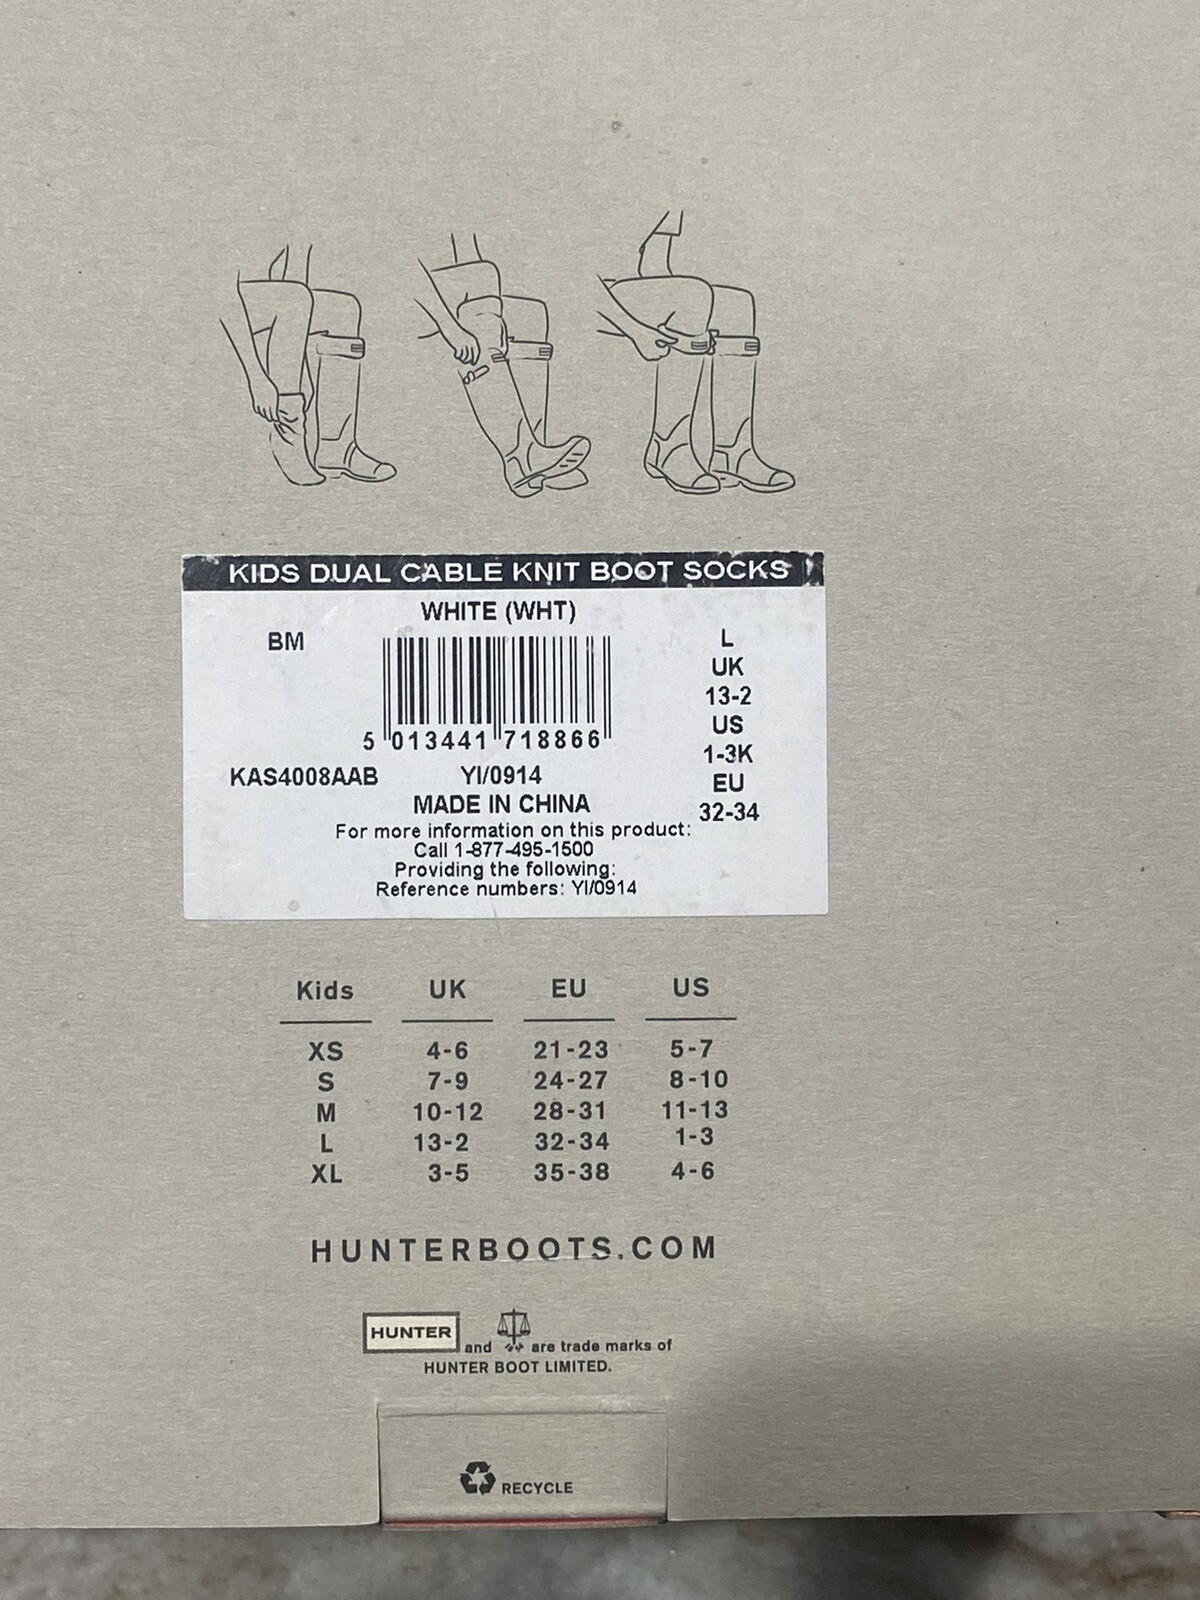 KIDS DUAL CABLE KNIT BOOT SOCKS
WHITE (WHT)
BM
L
UK
13-2
US
1-3K
EU
32-34
5 013441 718866
KAS4008AAB YI/0914
MADE IN CHINA
For more information on this product:
Call 1-877-495-1500
Providing the following:
Reference numbers: YI/0914
Kids UK EU US
XS 4-6 21-23 5-7
S 7-9 24-27 8-10
M 10-12 28-31 11-13
L 13-2 32-34 1-3
XL 3-5 35-38 4-6
HUNTERBOOTS.COM
HUNTER and are trade marks of
HUNTER BOOT LIMITED.
RECYCLE